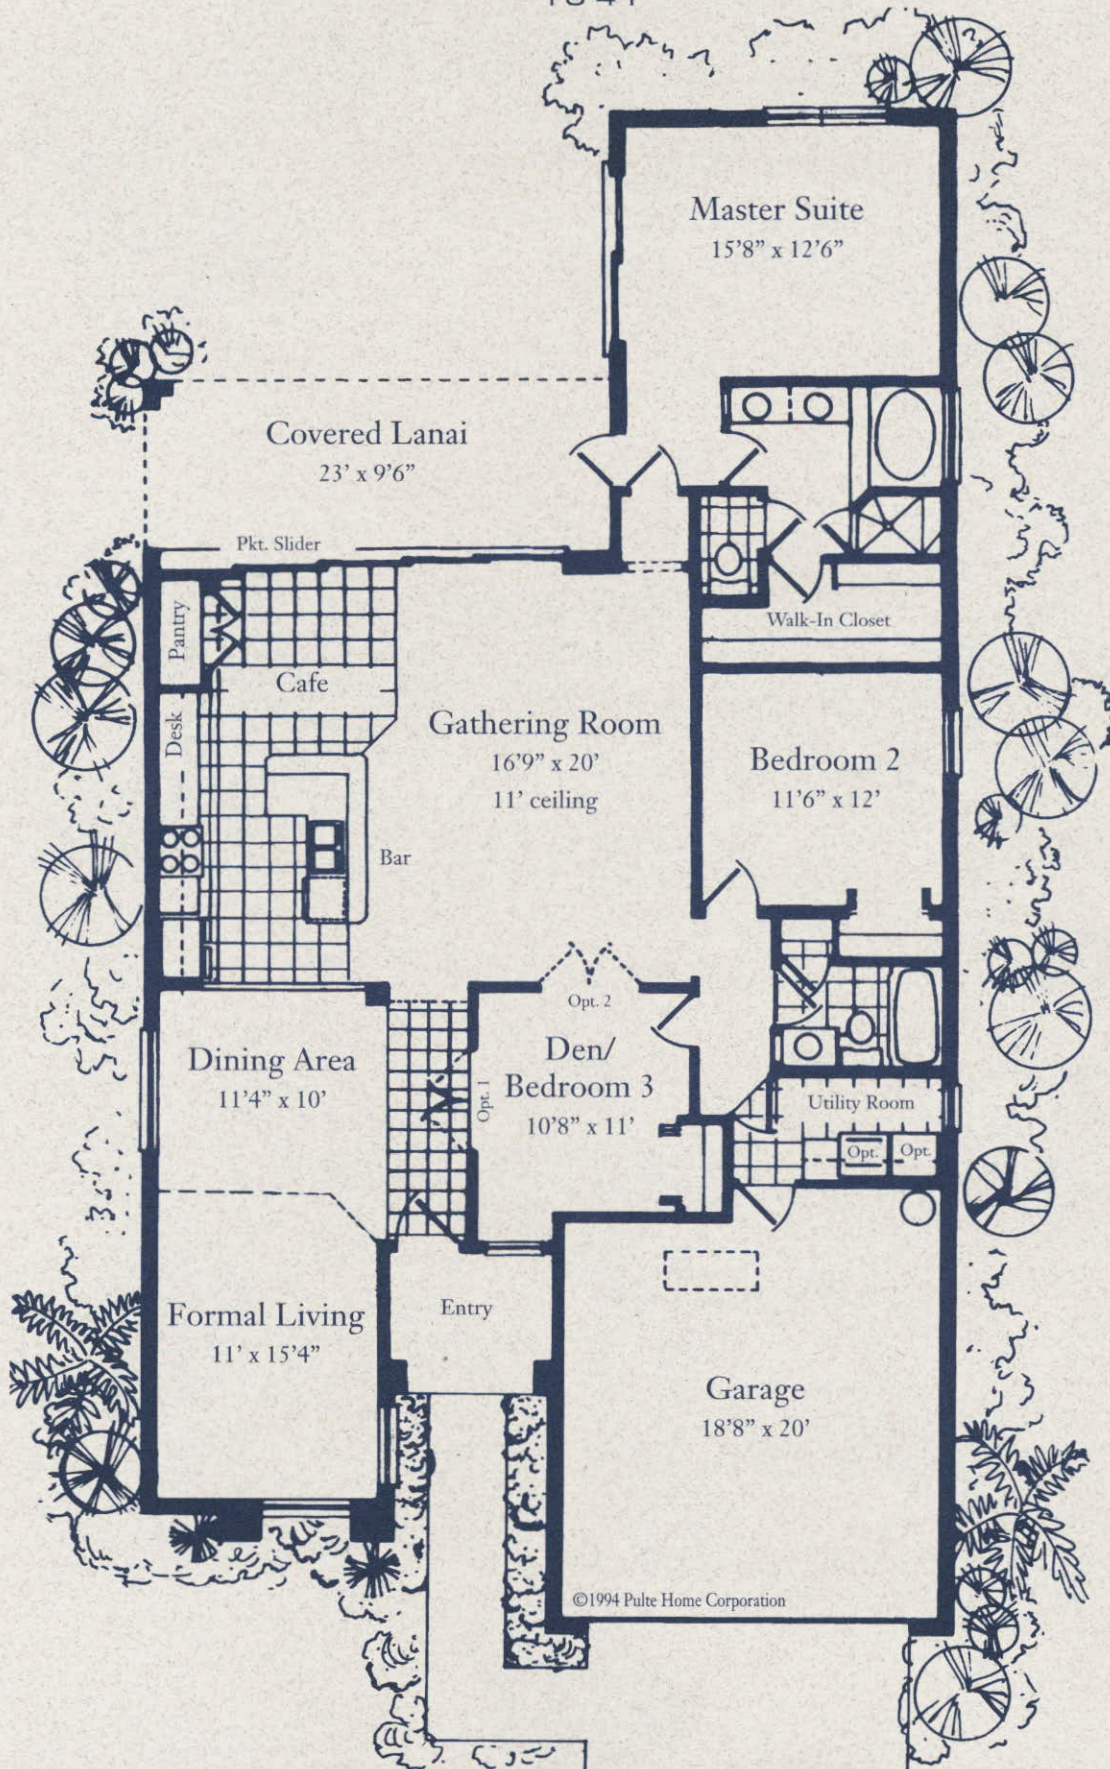 Master Suite
15'8” x 12'6”
Covered Lanai
23' x 9'6”
Pkt. Slider
Pantry
Walk-In Closet
Cafe
Desk
Gathering Room
16'9” x 20'
11' ceiling
Bedroom 2
11'6” x 12'
Bar
Opt. 2
Dining Area
11'4” x 10'
Opt. 1
Den/
Bedroom 3
10'8” x 11'
Utility Room
Opt.
Opt.
Formal Living
11' x 15'4”
Entry
Garage
18'8” x 20'
©1994 Pulte Home Corporation